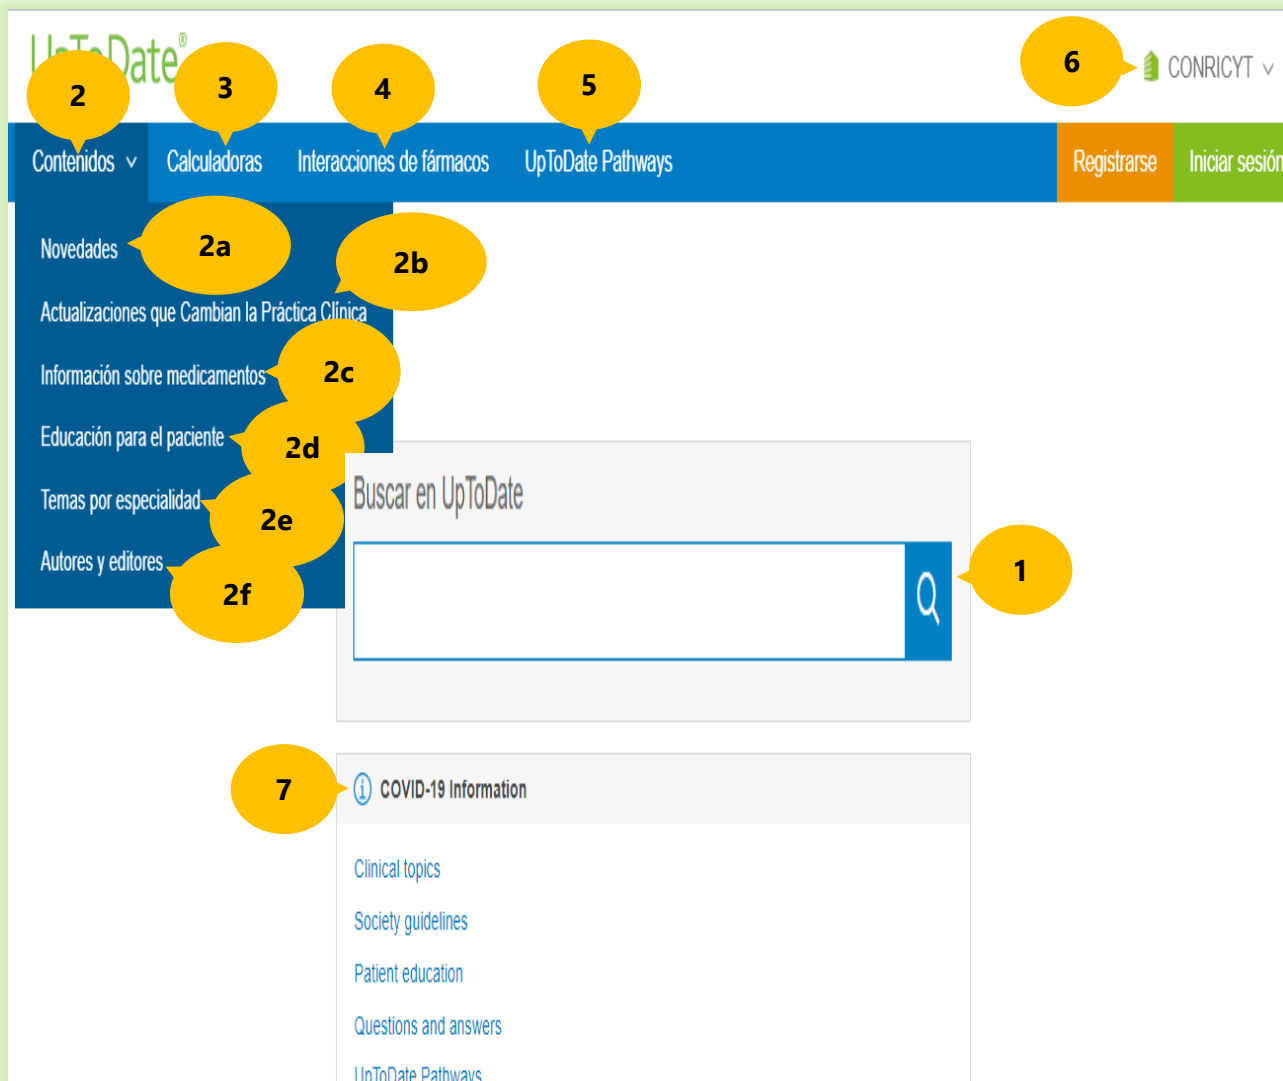 UpToDate®
2
3
4
5
6
CONRICYT
Contenidos
Calculadoras
Interacciones de fármacos
UpToDate Pathways
Registrarse
Iniciar sesión
Novedades
2a
2b
Actualizaciones que Cambian la Práctica Clínica
Información sobre medicamentos
2c
Educación para el paciente
2d
Temas por especialidad
2e
Autores y editores
2f
Buscar en UpToDate
1
7
COVID-19 Information
Clinical topics
Society guidelines
Patient education
Questions and answers
UpToDate Pathways